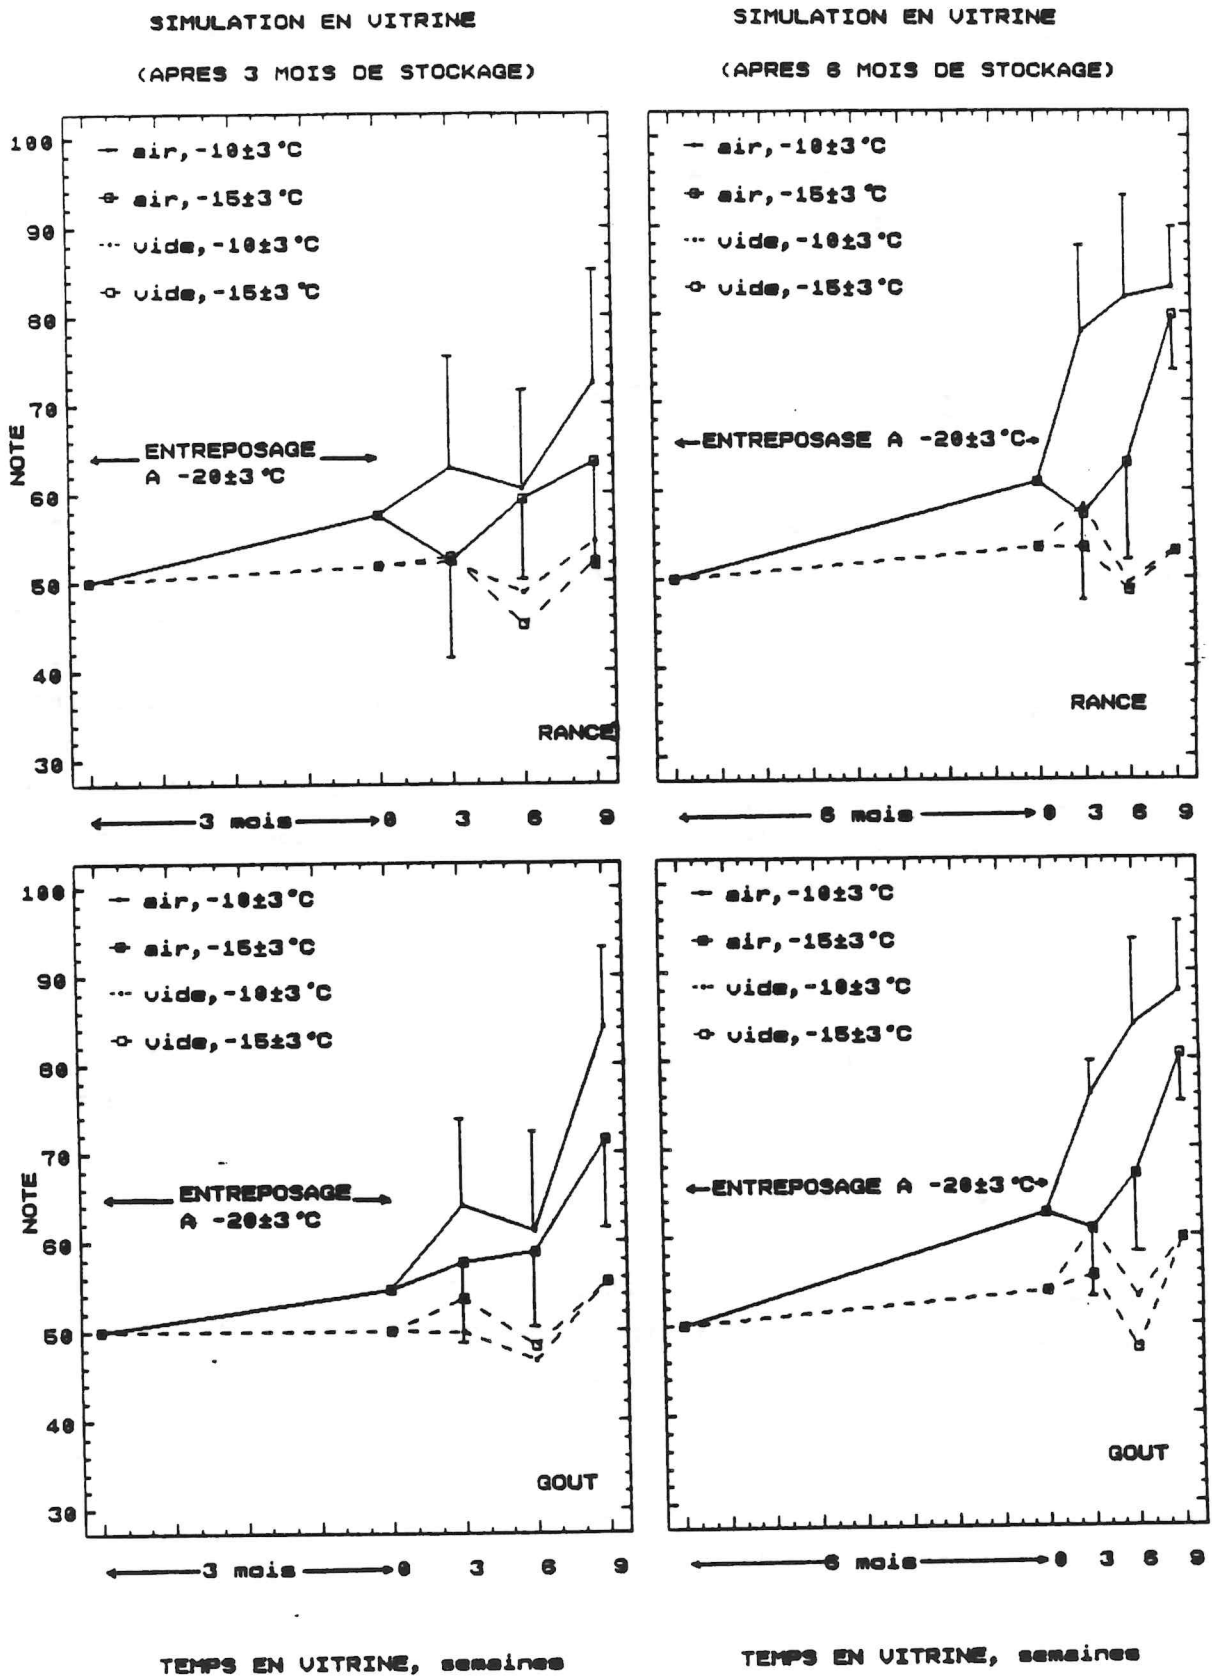 SIMULATION EN VITRINE
(APRES 3 MOIS DE STOCKAGE)
100
90
80
70
60
50
40
30
NOTE
air,-10±3°C
air,-15±3°C
vide,-10±3°C
vide,-15±3°C
ENTREPOSAGE
A -20±3°C
RANCE
3 mois
0 3 6 9
SIMULATION EN VITRINE
(APRES 6 MOIS DE STOCKAGE)
air,-10±3°C
air,-15±3°C
vide,-10±3°C
vide,-15±3°C
ENTREPOSASE A -20±3°C
RANCE
6 mois
0 3 6 9
100
90
80
70
60
50
40
30
NOTE
air,-10±3°C
air,-15±3°C
vide,-10±3°C
vide,-15±3°C
ENTREPOSAGE
A -20±3°C
GOUT
3 mois
0 3 6 9
TEMPS EN VITRINE, semaines
air,-10±3°C
air,-15±3°C
vide,-10±3°C
vide,-15±3°C
ENTREPOSAGE A -20±3°C
GOUT
6 mois
0 3 6 9
TEMPS EN VITRINE, semaines